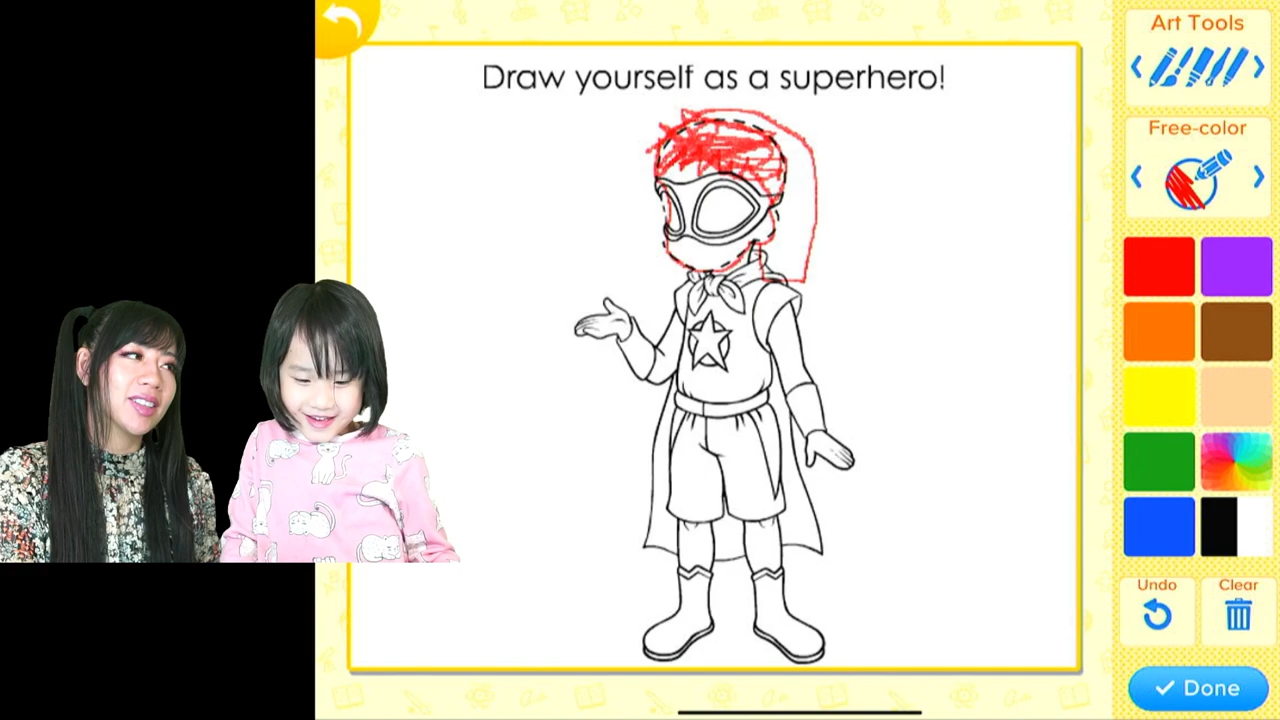 Draw yourself as a superhero!
Art Tools
Free-color
Undo
Clear
Done